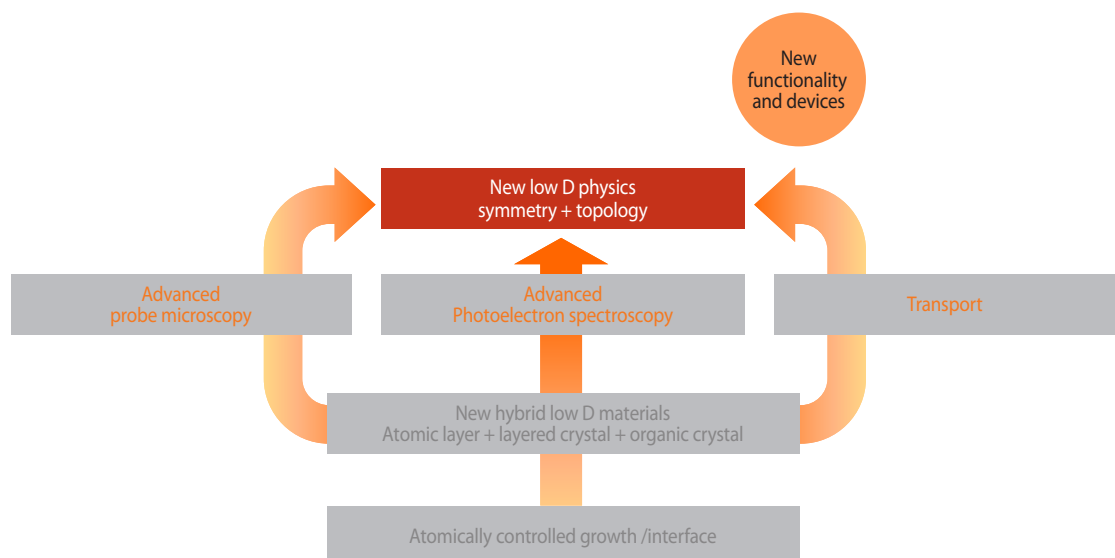 New
functionality
and devices
New low D physics
symmetry + topology
Advanced
probe microscopy
Advanced
Photoelectron spectroscopy
Transport
New hybrid low D materials
Atomic layer + layered crystal + organic crystal
Atomically controlled growth /interface